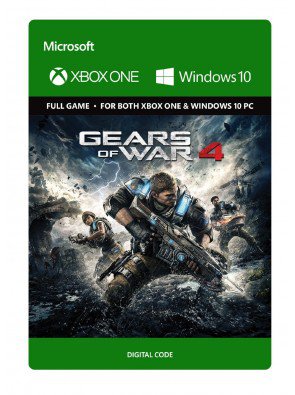 Microsoft
XBOX ONE Windows 10
FULL GAME • FOR BOTH XBOX ONE & WINDOWS 10 PC
GEARS
OF WAR 4
DIGITAL CODE